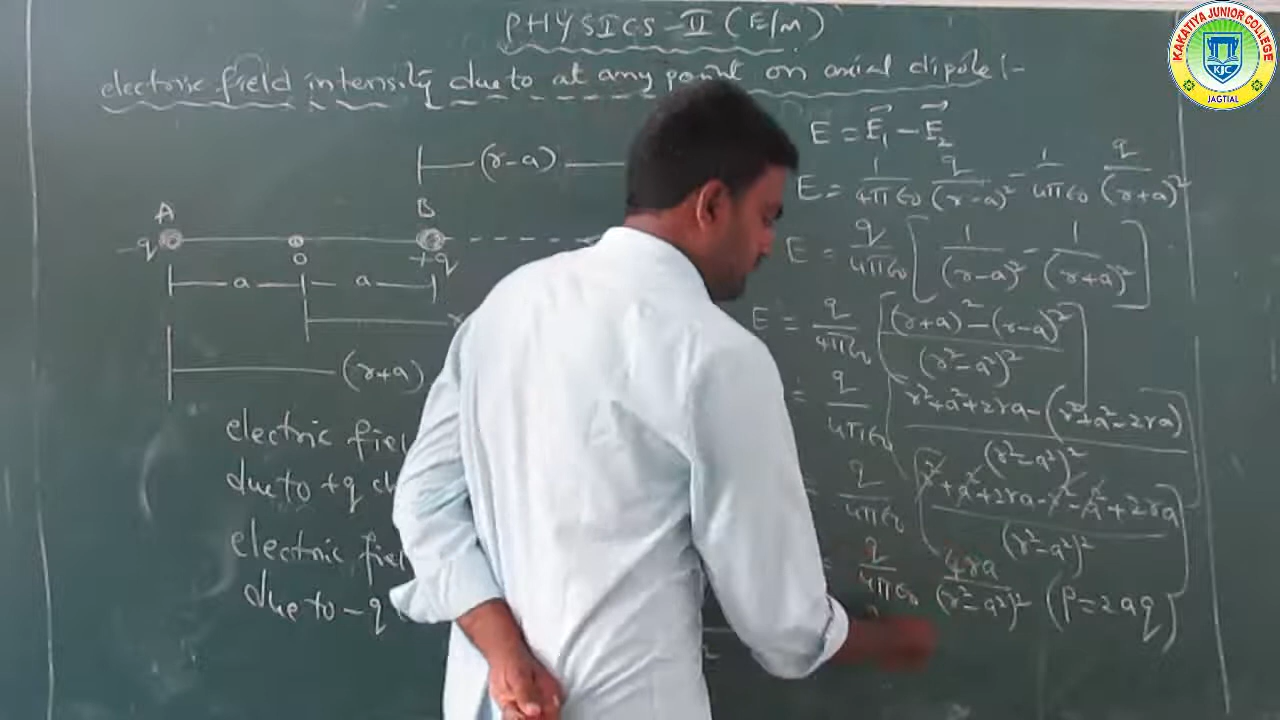 PHYSICS-II (E/M)
electric field intensity due to at any point on axial dipole :-
(r-a)
A B
-q O +q
a a
(r+a)
electric fiel
due to +q ch
electric fiel
due to -q
E = E⃗₁ - E⃗₂
E = 1/4πε₀ q/(r-a)² - 1/4πε₀ q/(r+a)²
E = q/4πε₀ [1/(r-a)² - 1/(r+a)²]
E = q/4πε₀ [(r+a)²-(r-a)²/(r²-a²)²]
= q/4πε₀ [r²+a²+2ra-(r²+a²-2ra)/(r²-a²)²]
= q/4πε₀ [r²+a²+2ra-r²-a²+2ra/(r²-a²)²]
= q/4πε₀ 4ra/(r²-a²)² (P=2aq)
KAKATIYA JUNIOR COLLEGE
KJC
JAGTIAL